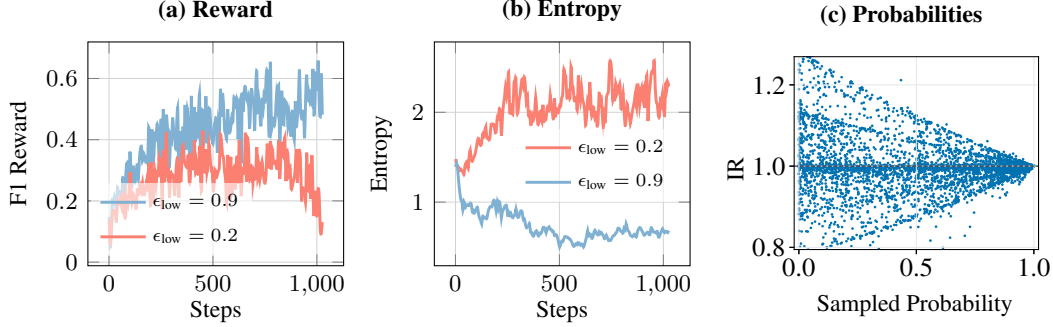 (a) Reward
F1 Reward
0.6
0.4
0.2
0
ϵlow = 0.9
ϵlow = 0.2
0
500
1,000
Steps
(b) Entropy
Entropy
2
1
ϵlow = 0.2
ϵlow = 0.9
0
500
1,000
Steps
(c) Probabilities
IR
1.2
1.0
0.8
0.0
0.5
1.0
Sampled Probability